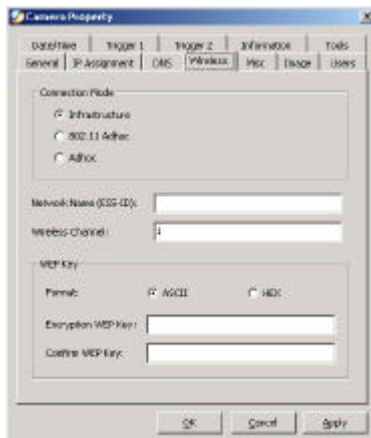 Camera Property
Date/Time Trigger 1 Trigger 2 Information Tools
General IP Assignment DNS Wireless Misc Image Users
Connection Mode
Infrastructure
802.11 Adhoc
Adhoc
Network Name (ESS-ID):
Wireless Channel:
WEP Key
Format: ASCII HEX
Encryption WEP Key:
Confirm WEP Key:
OK Cancel Apply